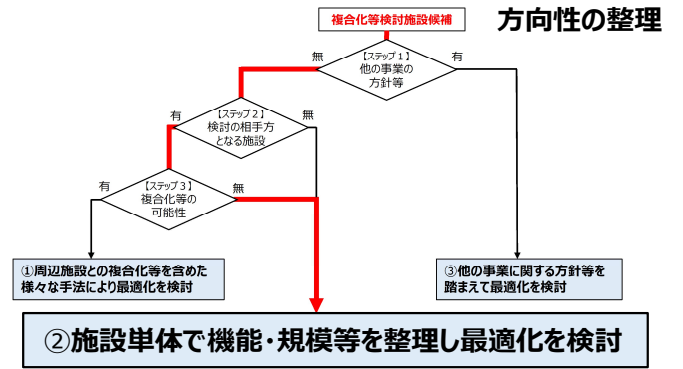 方向性の整理
複合化等検討施設候補
無
【ステップ１】
他の事業の
方針等
有
有
【ステップ２】
検討の相手方
となる施設
無
有
【ステップ３】
複合化等の
可能性
無
①周辺施設との複合化等を含めた
様々な手法により最適化を検討
③他の事業に関する方針等を
踏まえて最適化を検討
②施設単体で機能・規模等を整理し最適化を検討